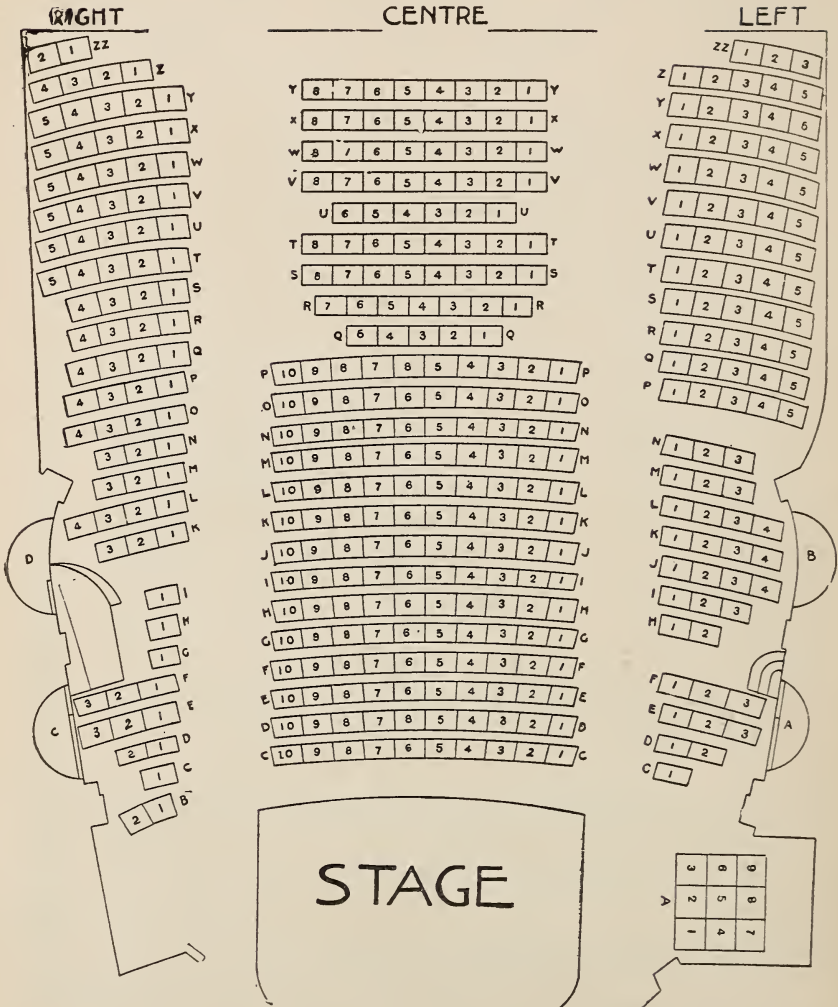 RIGHT
2 1 ZZ
4 3 2 1 Z
5 4 3 2 1 Y
5 4 3 2 1 X
5 4 3 2 1 W
5 4 3 2 1 V
5 4 3 2 1 U
5 4 3 2 1 T
4 3 2 1 S
4 3 2 1 R
4 3 2 1 Q
4 3 2 1 P
4 3 2 1 O
3 2 1 N
3 2 1 M
4 3 2 1 L
3 2 1 K
D
1 I
1 H
1 G
3 2 1 F
3 2 1 E
C
2 1 D
1 C
2 1 B
CENTRE
Y 8 7 6 5 4 3 2 1 Y
X 8 7 6 5 4 3 2 1 X
W 8 7 6 5 4 3 2 1 W
V 8 7 6 5 4 3 2 1 V
U 6 5 4 3 2 1 U
T 8 7 6 5 4 3 2 1 T
S 8 7 6 5 4 3 2 1 S
R 7 6 5 4 3 2 1 R
Q 5 4 3 2 1 Q
P 10 9 8 7 8 5 4 3 2 1 P
O 10 9 8 7 6 5 4 3 2 1 O
N 10 9 8 7 6 5 4 3 2 1 N
M 10 9 8 7 6 5 4 3 2 1 M
L 10 9 8 7 6 5 4 3 2 1 L
K 10 9 8 7 6 5 4 3 2 1 K
J 10 9 8 7 6 5 4 3 2 1 J
I 10 9 8 7 6 5 4 3 2 1 I
H 10 9 8 7 6 5 4 3 2 1 H
G 10 9 8 7 6 5 4 3 2 1 G
F 10 9 8 7 6 5 4 3 2 1 F
E 10 9 8 7 6 5 4 3 2 1 E
D 10 9 8 7 8 5 4 3 2 1 D
C 10 9 8 7 6 5 4 3 2 1 C
STAGE
LEFT
ZZ 1 2 3
Z 1 2 3 4 5
Y 1 2 3 4 5
X 1 2 3 4 5
W 1 2 3 4 5
V 1 2 3 4 5
U 1 2 3 4 5
T 1 2 3 4 5
S 1 2 3 4 5
R 1 2 3 4 5
Q 1 2 3 4 5
P 1 2 3 4 5
N 1 2 3
M 1 2 3
L 1 2 3 4
K 1 2 3 4
J 1 2 3 4
B
I 1 2 3
H 1 2
F 1 2 3
E 1 2 3
A
D 1 2
C 1
3 6 9
A 2 5 8
1 4 7